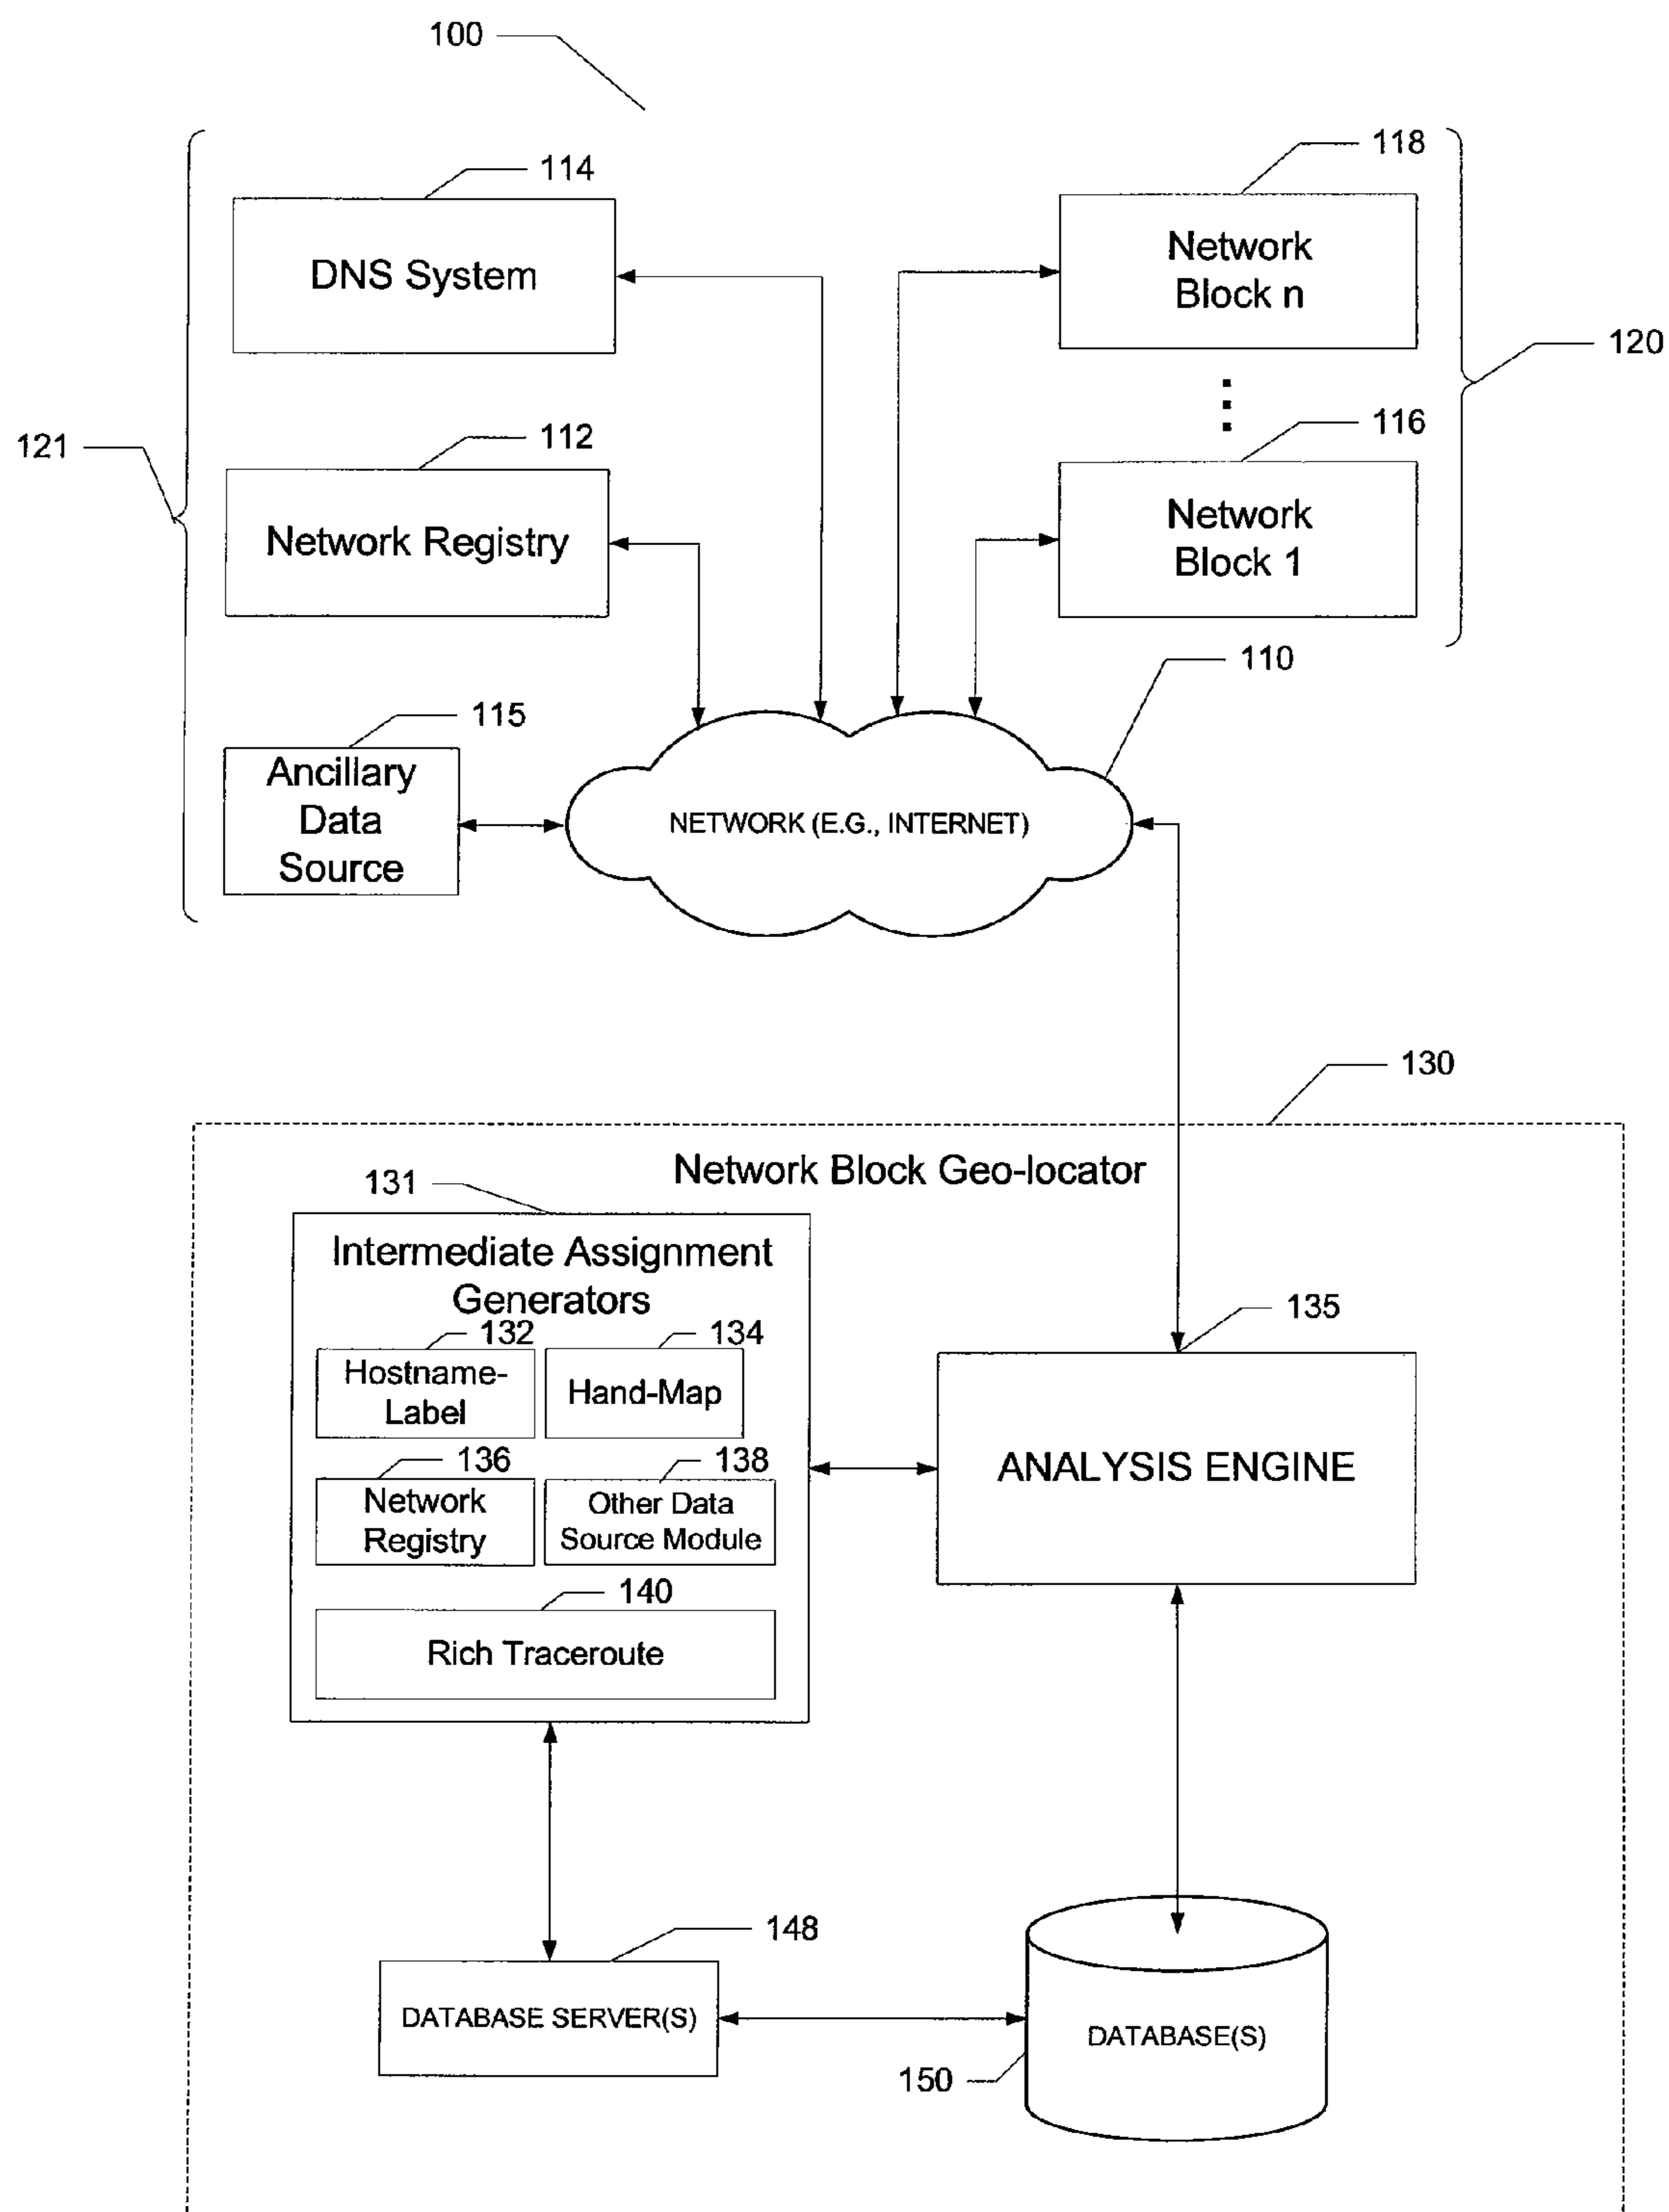 100
114
118
DNS System
Network
Block n
120
121
112
116
Network Registry
Network
Block 1
110
115
Ancillary
Data
Source
NETWORK (E.G., INTERNET)
130
Network Block Geo-locator
131
Intermediate Assignment
Generators
132
134
135
Hostname-
Label
Hand-Map
136
138
ANALYSIS ENGINE
Network
Registry
Other Data
Source Module
140
Rich Traceroute
148
DATABASE SERVER(S)
DATABASE(S)
150